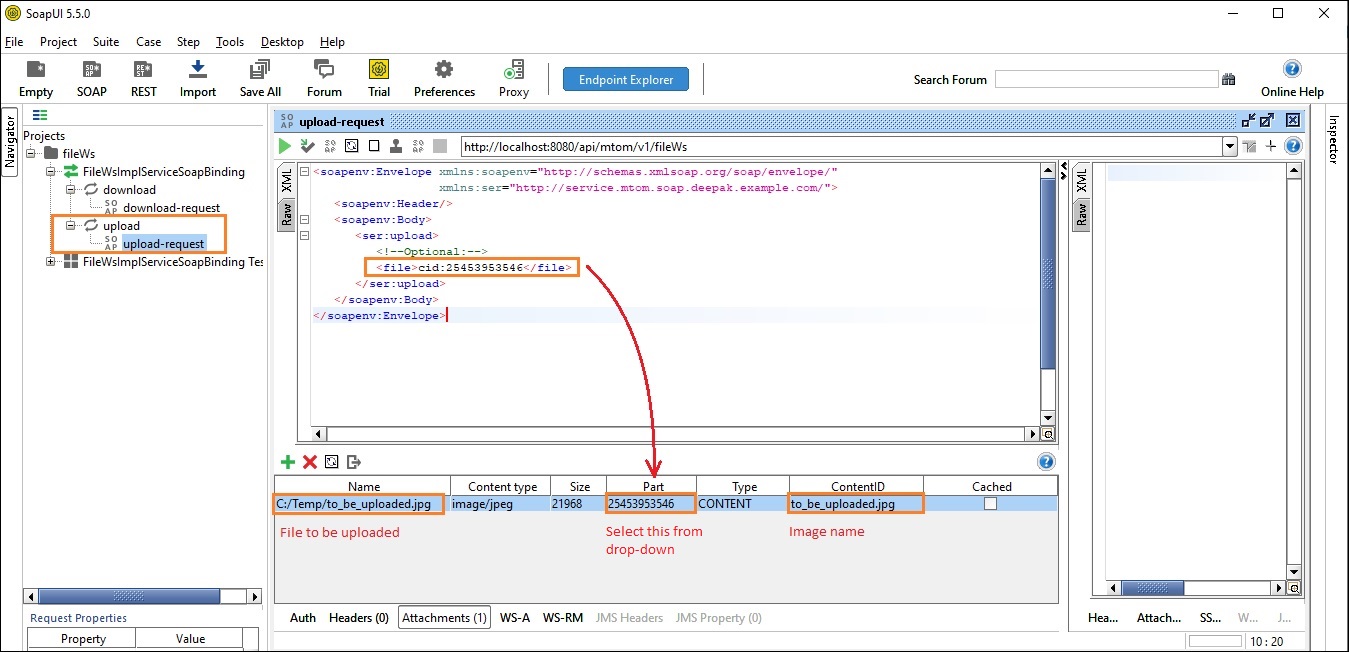 SoapUI 5.5.0
File Project Suite Case Step Tools Desktop Help
Empty SOAP REST Import Save All Forum Trial Preferences Proxy
Endpoint Explorer
Search Forum
Online Help
Navigator
Projects
fileWs
FileWsImplServiceSoapBinding
download
download-request
upload
upload-request
FileWsImplServiceSoapBinding Tes
Request Properties
Property Value
upload-request
http://localhost:8080/api/mtom/v1/fileWs
XML
Raw
<soapenv:Envelope xmlns:soapenv="http://schemas.xmlsoap.org/soap/envelope/"
xmlns:ser="http://service.mtom.soap.deepak.example.com/">
<soapenv:Header/>
<soapenv:Body>
<ser:upload>
<!--Optional:-->
<file>cid:25453953546</file>
</ser:upload>
</soapenv:Body>
</soapenv:Envelope>
Name Content type Size Part Type ContentID Cached
C:/Temp/to_be_uploaded.jpg image/jpeg 21968 25453953546 CONTENT to_be_uploaded.jpg
File to be uploaded
Select this from
drop-down
Image name
Auth Headers (0) Attachments (1) WS-A WS-RM JMS Headers JMS Property (0)
XML
Raw
Hea... Attach... SS... W... J...
Inspector
10 : 20